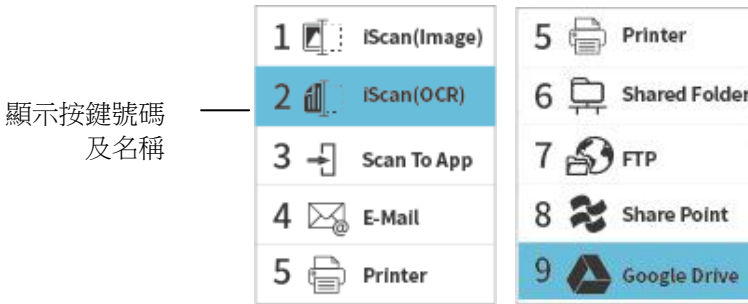 顯示按鍵號碼
及名稱
1 iScan(Image)
2 iScan(OCR)
3 Scan To App
4 E-Mail
5 Printer
5 Printer
6 Shared Folder
7 FTP
8 Share Point
9 Google Drive